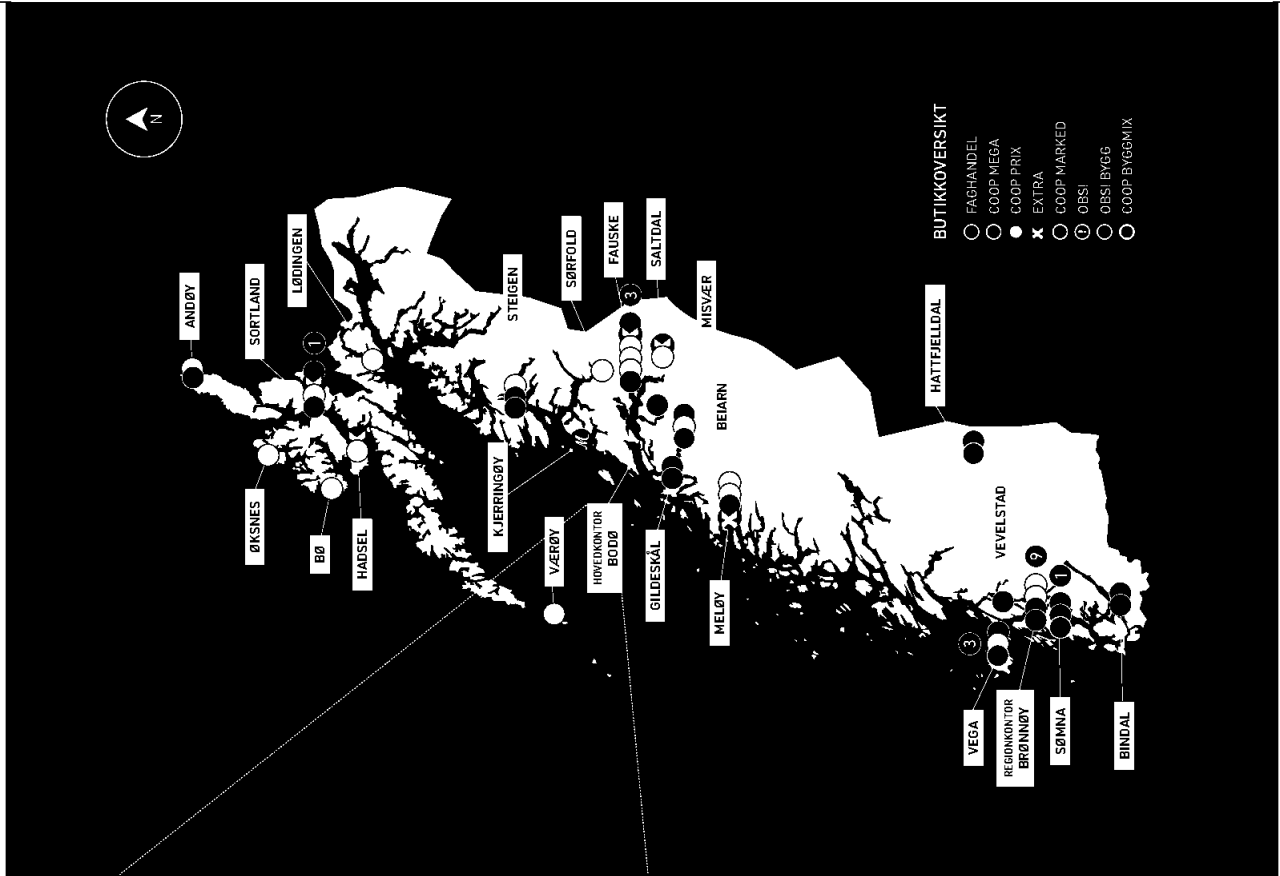 N
ANDØY
SORTLAND
LØDINGEN
1
ØKSNES
BØ
HADSEL
STEIGEN
SØRFOLD
FAUSKE
3
SALTDAL
MISVÆR
KJERRINGØY
VÆRØY
HOVEDKONTOR
BODØ
GILDESKÅL
BEIARN
MELØY
HATTFJELLDAL
VEVELSTAD
3
9
1
VEGA
REGIONKONTOR
BRØNNØY
SØMNA
BINDAL
BUTIKKOVERSIKT
FAGHANDEL
COOP MEGA
COOP PRIX
EXTRA
COOP MARKED
OBS!
OBS! BYGG
COOP BYGGMIX